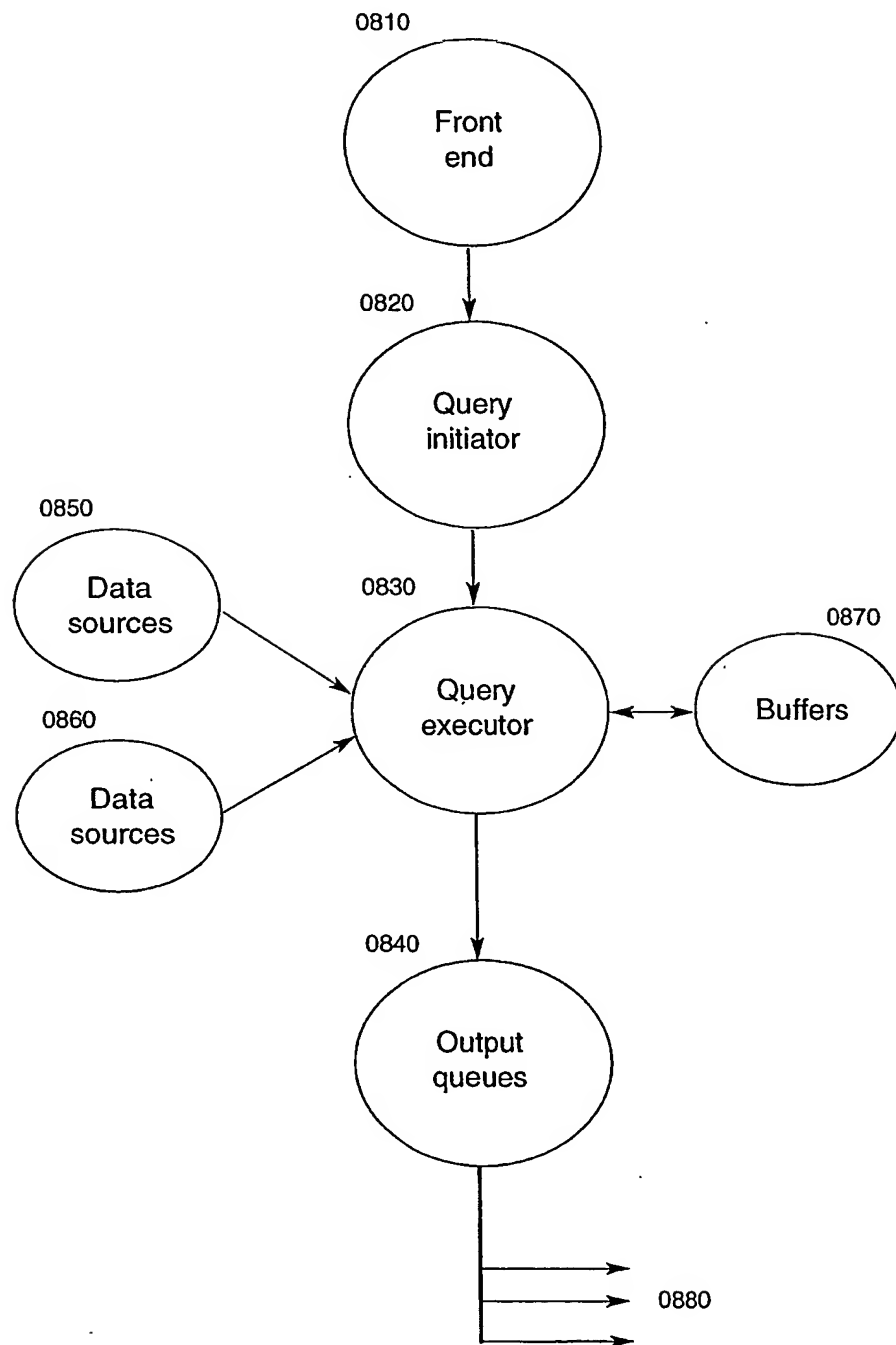 0810
Front
end
0820
Query
initiator
0850
Data
sources
0830
Query
executor
0870
Buffers
0860
Data
sources
0840
Output
queues
0880